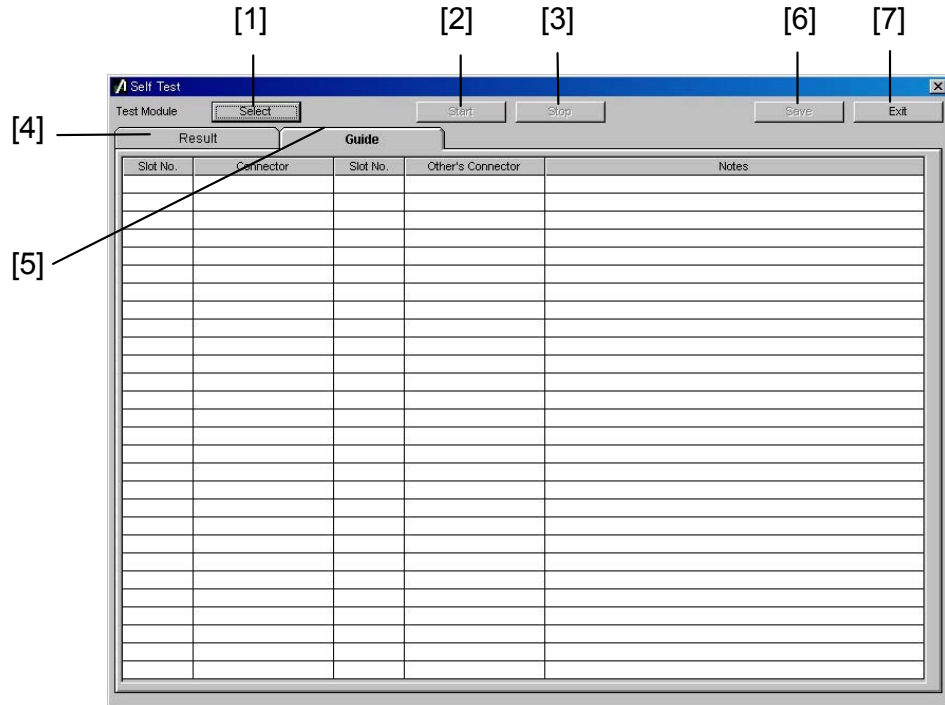 [1] [2] [3] [6] [7]
Self Test
Test Module Select Start Stop Save Exit
[4]
Result Guide
Slot No. Connector Slot No. Other's Connector Notes
[5]